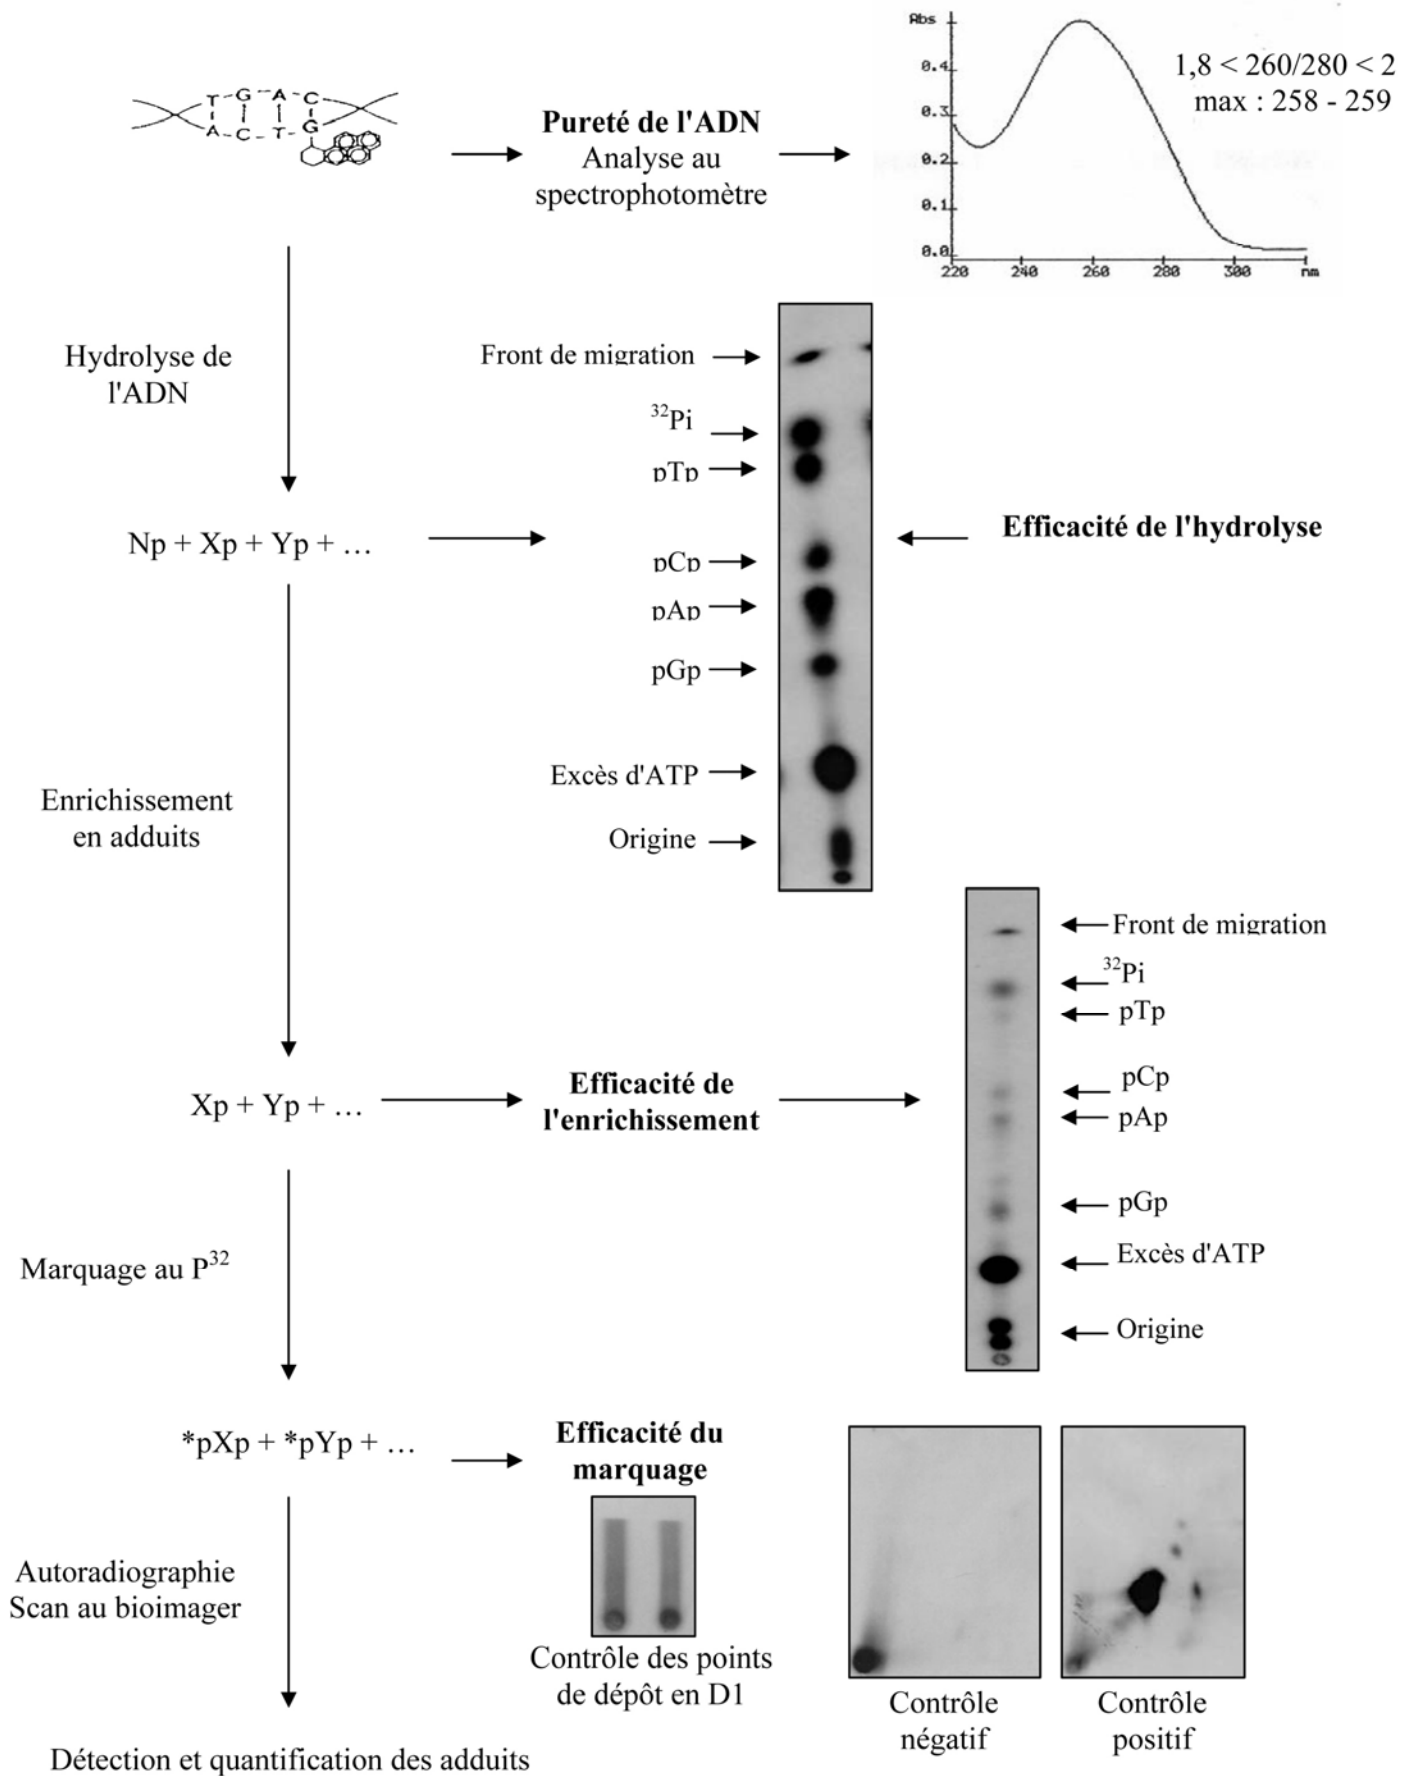 Abs
0.4
0.3
0.2
0.1
0.0
220 240 260 280 300 nm
1,8 < 260/280 < 2
max : 258 - 259
T G A C
A C T G
Pureté de l'ADN
Analyse au
spectrophotomètre
Hydrolyse de
l'ADN
Front de migration
32Pi
pTp
pCp
pAp
pGp
Excès d'ATP
Origine
Np + Xp + Yp + …
Efficacité de l'hydrolyse
Enrichissement
en adduits
Front de migration
32Pi
pTp
pCp
pAp
pGp
Excès d'ATP
Origine
Xp + Yp + …
Efficacité de
l'enrichissement
Marquage au P32
*pXp + *pYp + …
Efficacité du
marquage
Autoradiographie
Scan au bioimager
Contrôle des points
de dépôt en D1
Contrôle
négatif
Contrôle
positif
Détection et quantification des adduits